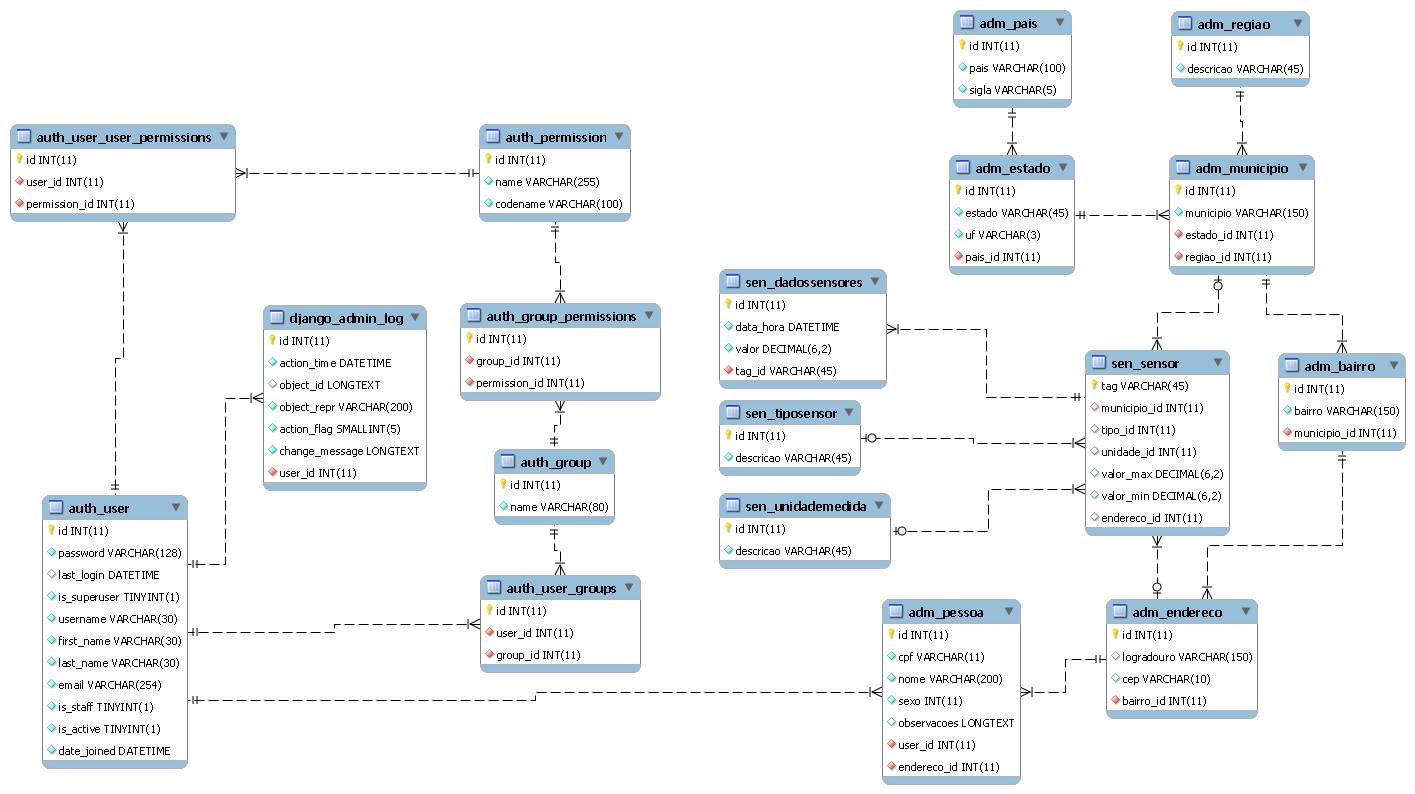 adm_pais
id INT(11)
pais VARCHAR(100)
sigla VARCHAR(5)
adm_regiao
id INT(11)
descricao VARCHAR(45)
auth_user_user_permissions
id INT(11)
user_id INT(11)
permission_id INT(11)
auth_permission
id INT(11)
name VARCHAR(255)
codename VARCHAR(100)
adm_estado
id INT(11)
estado VARCHAR(45)
uf VARCHAR(3)
pais_id INT(11)
adm_municipio
id INT(11)
municipio VARCHAR(150)
estado_id INT(11)
regiao_id INT(11)
sen_dadossensores
id INT(11)
data_hora DATETIME
valor DECIMAL(6,2)
tag_id VARCHAR(45)
django_admin_log
id INT(11)
action_time DATETIME
object_id LONGTEXT
object_repr VARCHAR(200)
action_flag SMALLINT(5)
change_message LONGTEXT
user_id INT(11)
auth_group_permissions
id INT(11)
group_id INT(11)
permission_id INT(11)
sen_sensor
tag VARCHAR(45)
municipio_id INT(11)
tipo_id INT(11)
unidade_id INT(11)
valor_max DECIMAL(6,2)
valor_min DECIMAL(6,2)
endereco_id INT(11)
adm_bairro
id INT(11)
bairro VARCHAR(150)
municipio_id INT(11)
sen_tiposensor
id INT(11)
descricao VARCHAR(45)
auth_group
id INT(11)
name VARCHAR(80)
sen_unidademedida
id INT(11)
descricao VARCHAR(45)
auth_user
id INT(11)
password VARCHAR(128)
last_login DATETIME
is_superuser TINYINT(1)
username VARCHAR(30)
first_name VARCHAR(30)
last_name VARCHAR(30)
email VARCHAR(254)
is_staff TINYINT(1)
is_active TINYINT(1)
date_joined DATETIME
auth_user_groups
id INT(11)
user_id INT(11)
group_id INT(11)
adm_pessoa
id INT(11)
cpf VARCHAR(11)
nome VARCHAR(200)
sexo INT(11)
observacoes LONGTEXT
user_id INT(11)
endereco_id INT(11)
adm_endereco
id INT(11)
logradouro VARCHAR(150)
cep VARCHAR(10)
bairro_id INT(11)